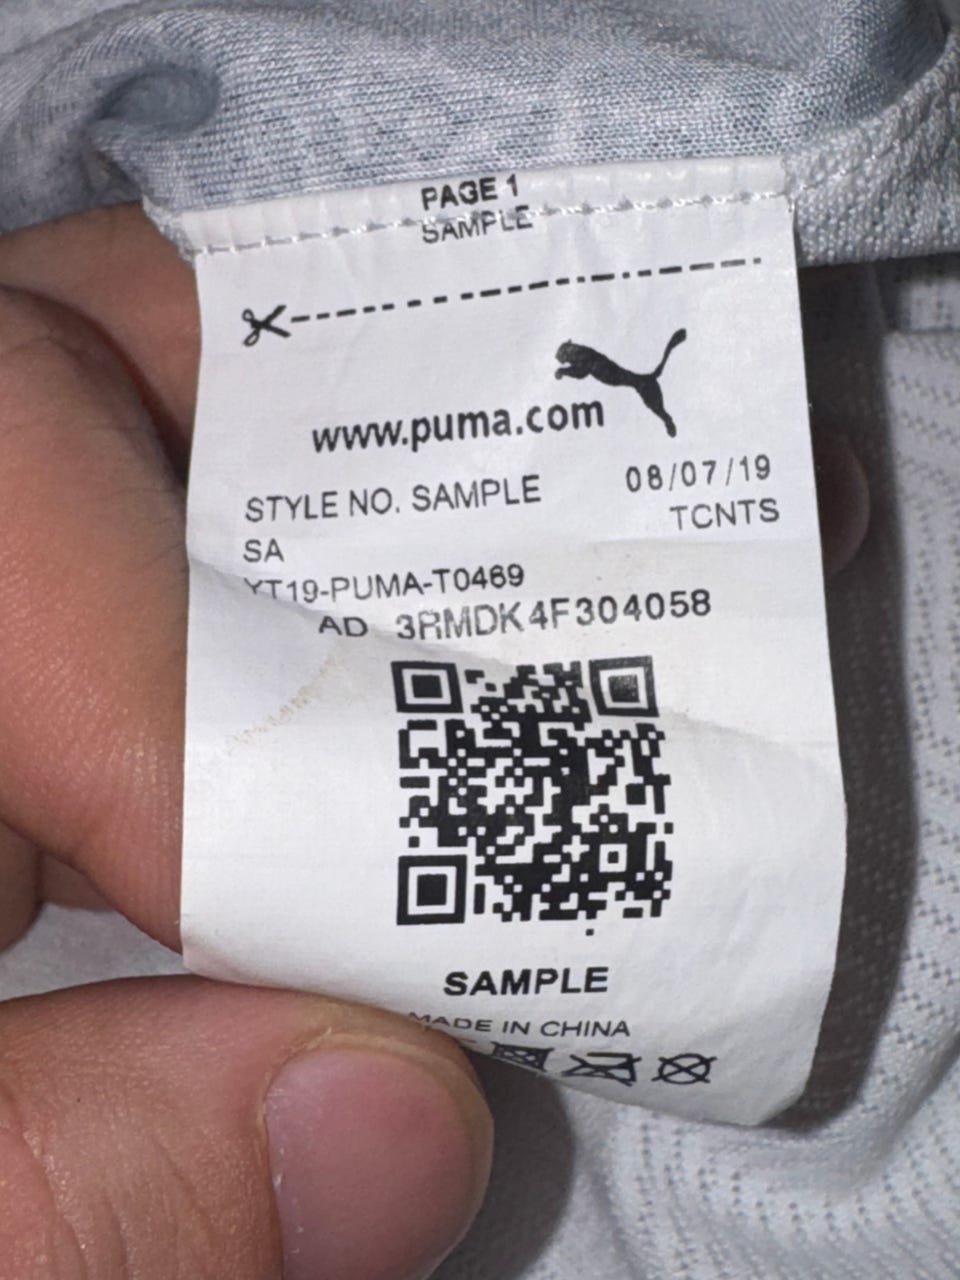 PAGE 1
SAMPLE
www.puma.com
STYLE NO. SAMPLE 08/07/19
SA TCNTS
YT19-PUMA-T0469
AD 3RMDK4F304058
SAMPLE
MADE IN CHINA